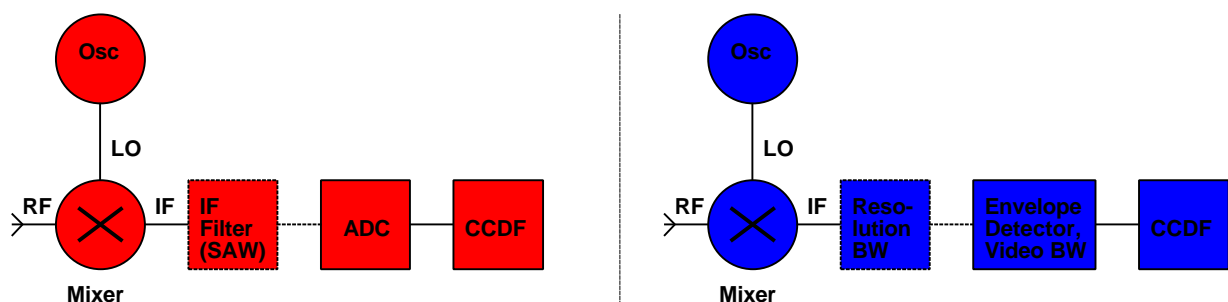 Osc
LO
RF
IF
IF
Filter
(SAW)
ADC
CCDF
Mixer
Osc
LO
RF
IF
Reso-
lution
BW
Envelope
Detector,
Video BW
CCDF
Mixer